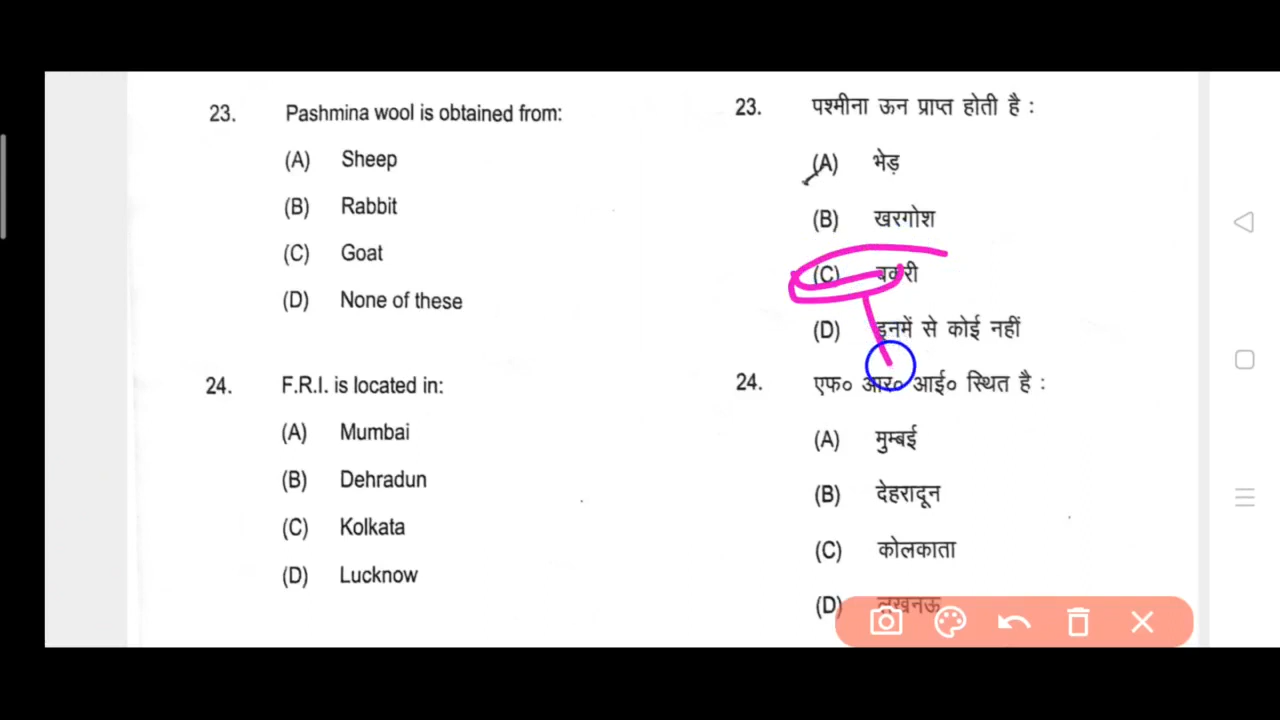 23. Pashmina wool is obtained from:
(A) Sheep
(B) Rabbit
(C) Goat
(D) None of these
24. F.R.I. is located in:
(A) Mumbai
(B) Dehradun
(C) Kolkata
(D) Lucknow
23. पश्मीना ऊन प्राप्त होती है :
(A) भेड़
(B) खरगोश
(C) बकरी
(D) इनमें से कोई नहीं
24. एफ० आर० आई० स्थित है :
(A) मुम्बई
(B) देहरादून
(C) कोलकाता
(D) लखनऊ